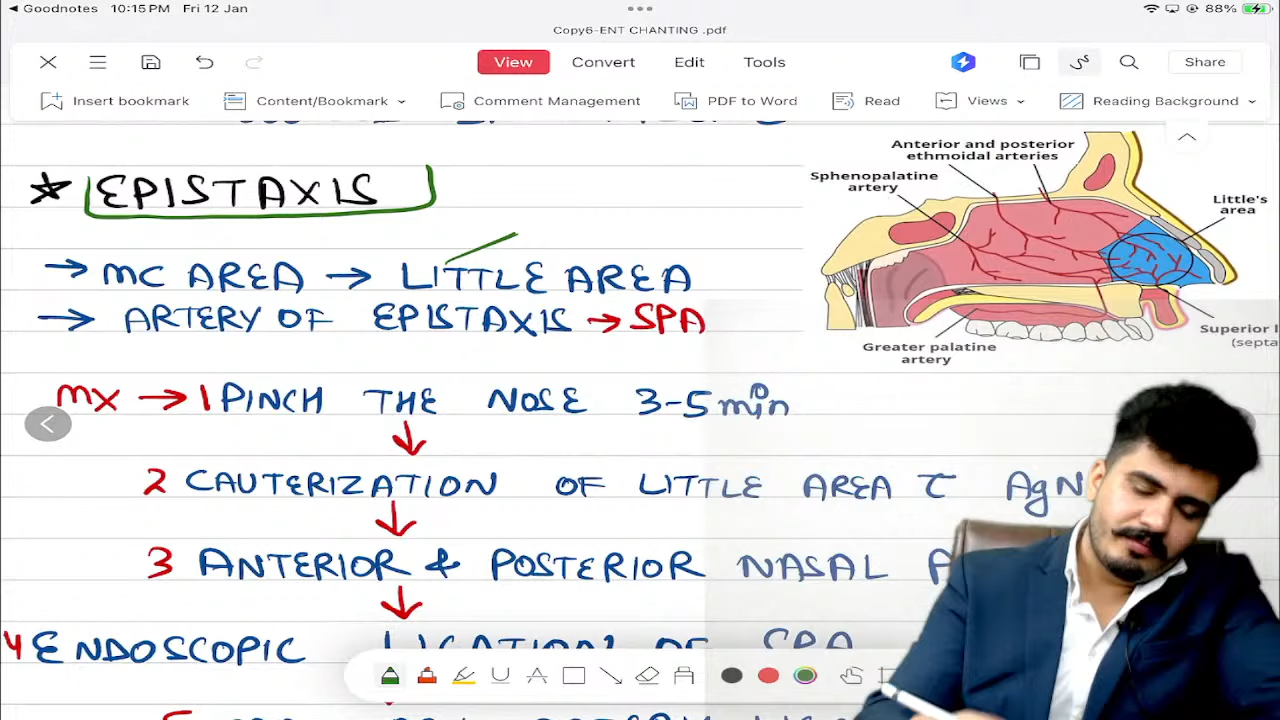 Goodnotes 10:15 PM Fri 12 Jan 88%
Copy6-ENT CHANTING .pdf
View Convert Edit Tools Share
Insert bookmark Content/Bookmark Comment Management PDF to Word Read Views Reading Background
Anterior and posterior
ethmoidal arteries
Sphenopalatine
artery
Little's
area
Superior l
(septa
Greater palatine
artery
★ EPISTAXIS
→ MC AREA → LITTLE AREA
→ ARTERY OF EPISTAXIS → SPA
MX → 1 PINCH THE NOSE 3-5 min
2 CAUTERIZATION OF LITTLE AREA C AgN
3 ANTERIOR & POSTERIOR NASAL P
4 ENDOSCOPIC LIGATION OF SPA